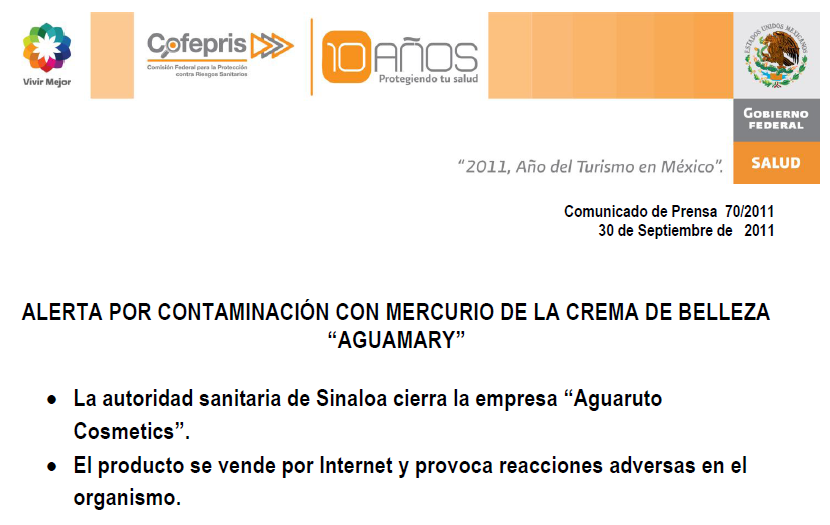 Vivir Mejor
Cofepris
Comisión Federal para la Protección
contra Riesgos Sanitarios
10 AÑOS
Protegiendo tu salud
ESTADOS UNIDOS MEXICANOS
GOBIERNO
FEDERAL
SALUD
“2011, Año del Turismo en México”.
Comunicado de Prensa 70/2011
30 de Septiembre de 2011
ALERTA POR CONTAMINACIÓN CON MERCURIO DE LA CREMA DE BELLEZA
“AGUAMARY”
• La autoridad sanitaria de Sinaloa cierra la empresa “Aguaruto
Cosmetics”.
• El producto se vende por Internet y provoca reacciones adversas en el
organismo.